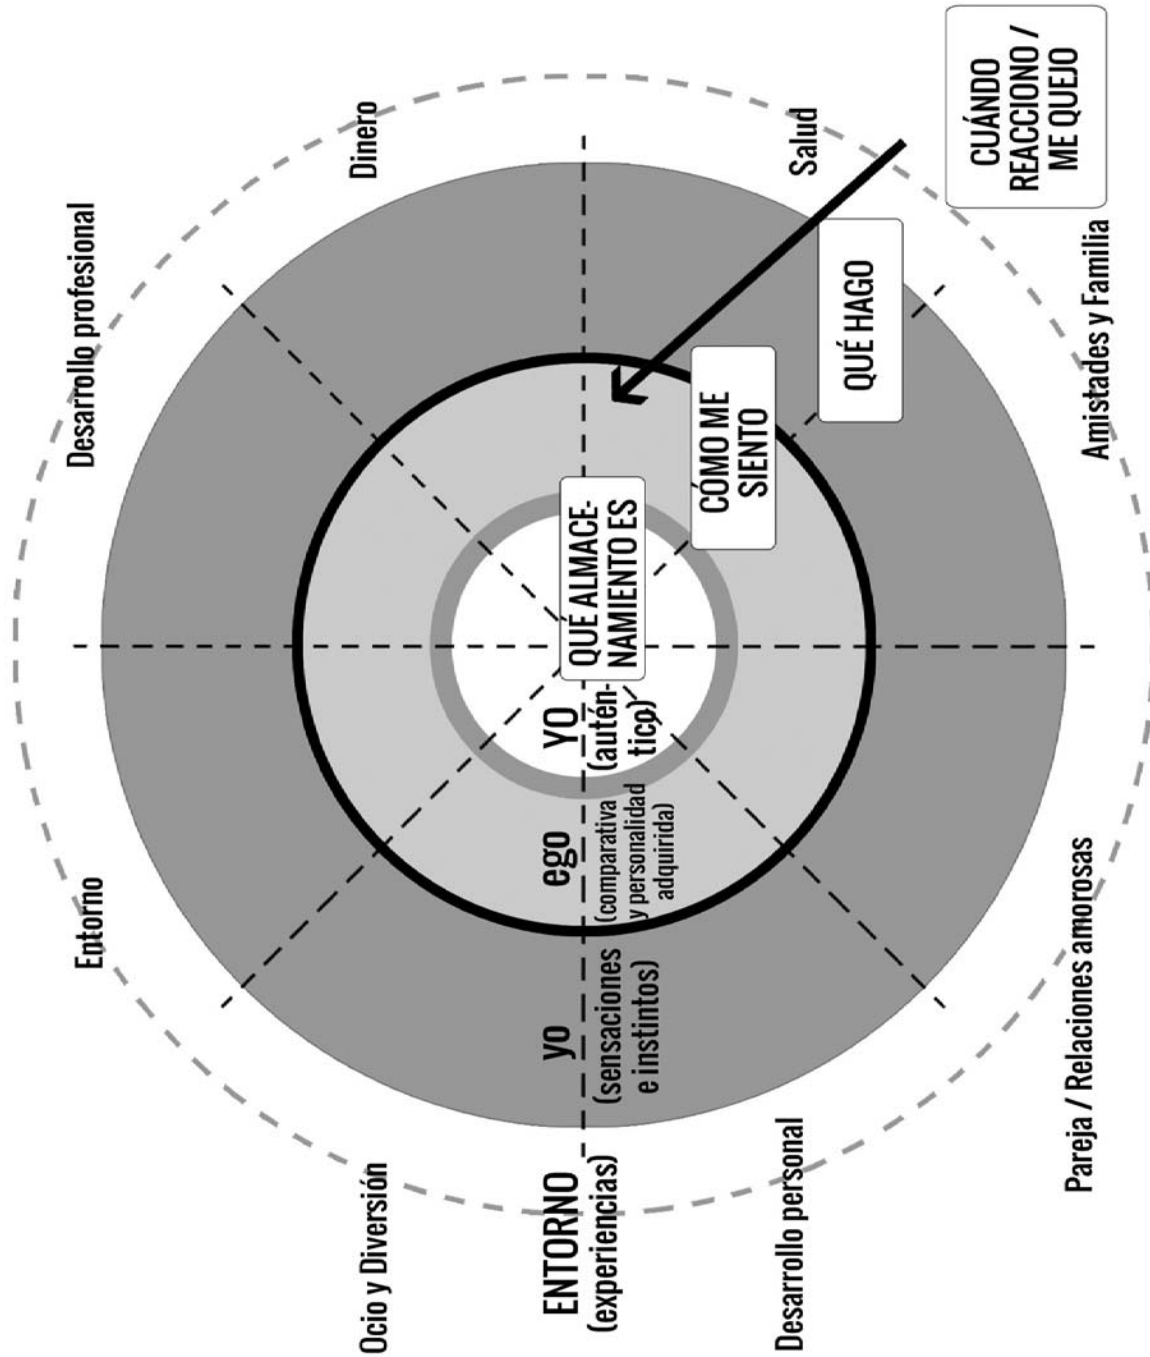 Entorno
Desarrollo profesional
Ocio y Diversión
Dinero
ENTORNO
(experiencias)
yo
(sensaciones
e instintos)
ego
(comparativa
y personalidad
adquirida)
YO
(autén-
tico)
QUE ALMACE-
NAMIENTO ES
CÓMO ME
SIENTO
QUÉ HAGO
CUÁNDO
REACCIONO /
ME QUEJO
Desarrollo personal
Salud
Pareja / Relaciones amorosas
Amistades y Familia